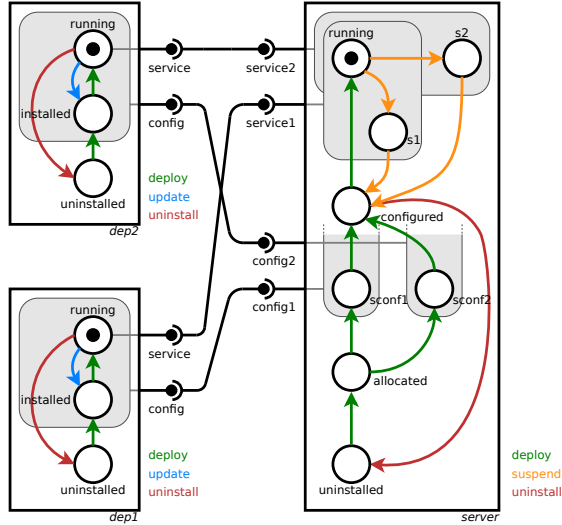 running
service
config
installed
uninstalled
deploy
update
uninstall
dep2
service2
service1
running
s2
s1
configured
config2
config1
sconf1
sconf2
allocated
uninstalled
deploy
suspend
uninstall
server
running
service
config
installed
uninstalled
deploy
update
uninstall
dep1